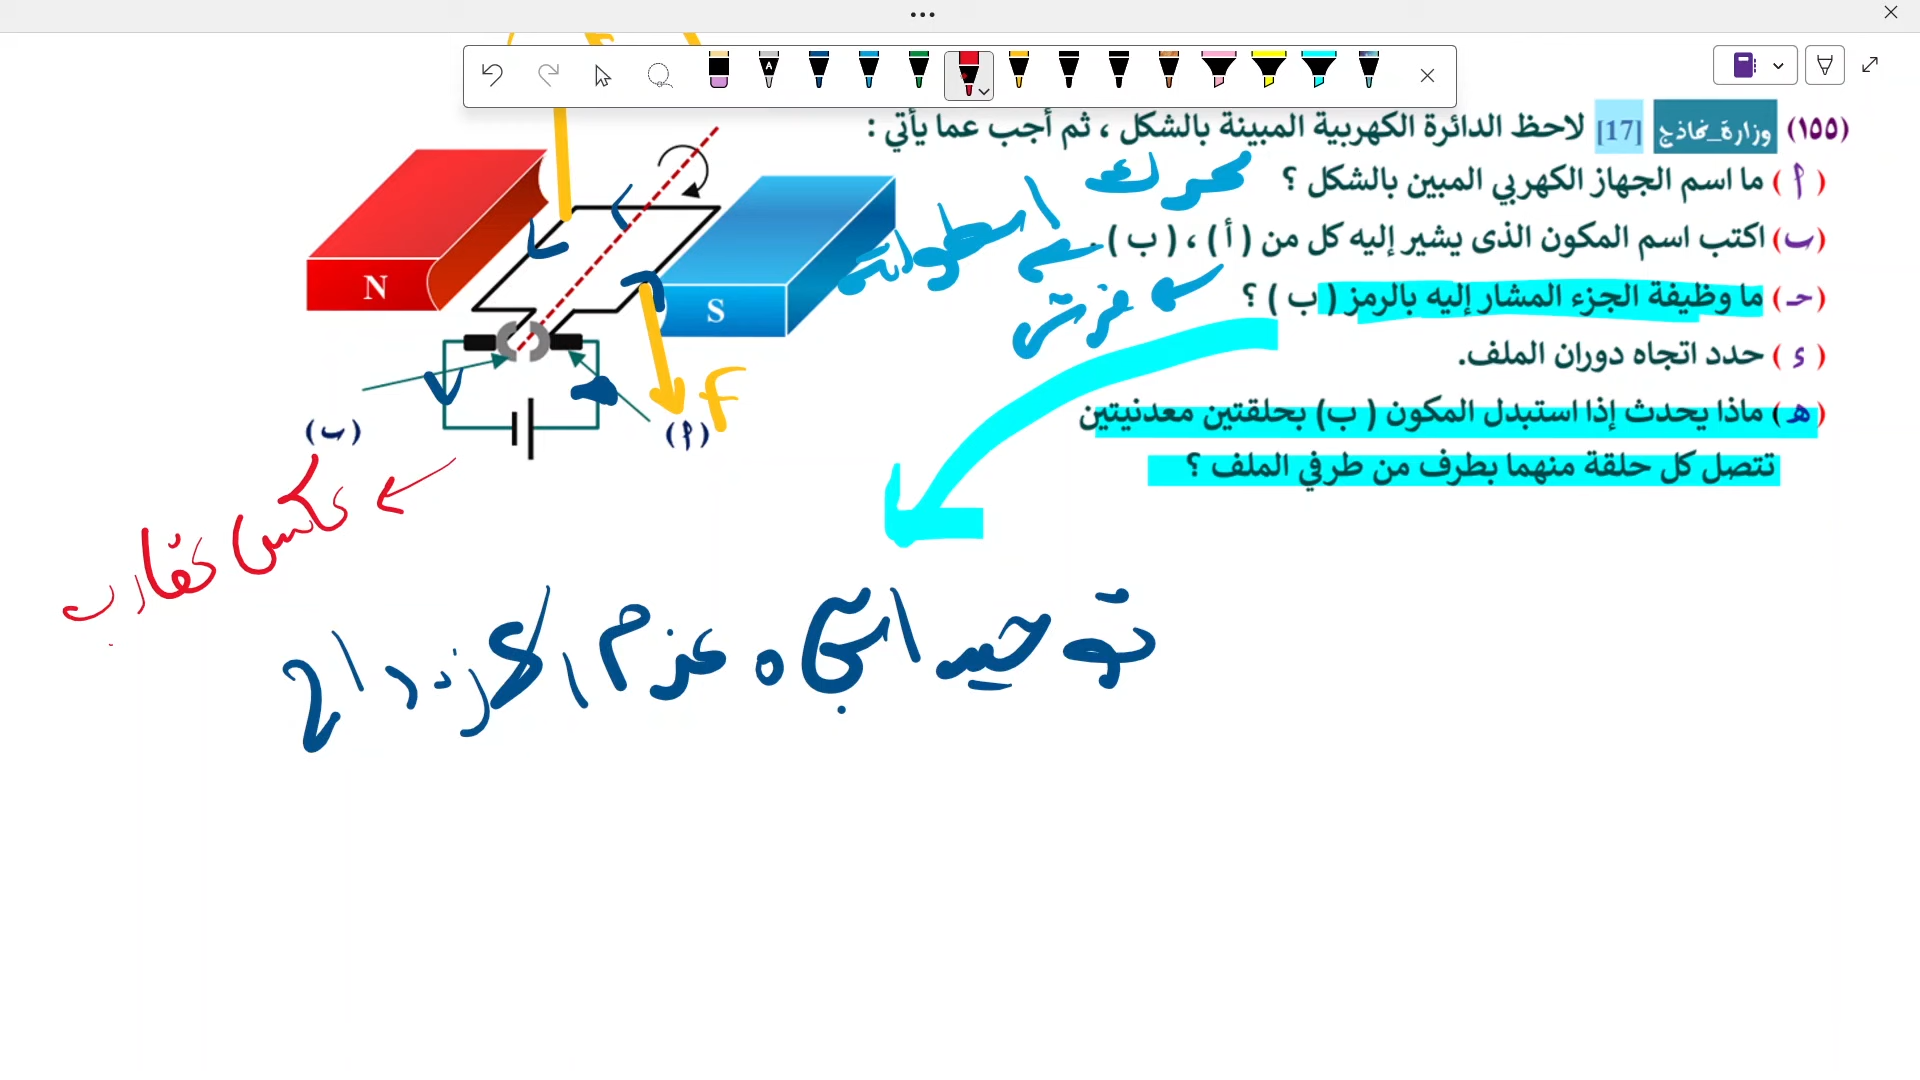 (١٥٥) وزارة_نماذج [17] لاحظ الدائرة الكهربية المبينة بالشكل ، ثم أجب عما يأتي :
( أ ) ما اسم الجهاز الكهربي المبين بالشكل ؟
محرك
(ب) اكتب اسم المكون الذى يشير إليه كل من ( أ ) ، ( ب ) .
اسطوانة
(حـ) ما وظيفة الجزء المشار إليه بالرمز ( ب ) ؟
( ء ) حدد اتجاه دوران الملف.
(هـ) ماذا يحدث إذا استبدل المكون ( ب) بحلقتين معدنيتين
تتصل كل حلقة منهما بطرف من طرفي الملف ؟
N
S
F
(ب)
(أ)
عكس عقارب
توحيد اتجاه عزم الازدواج